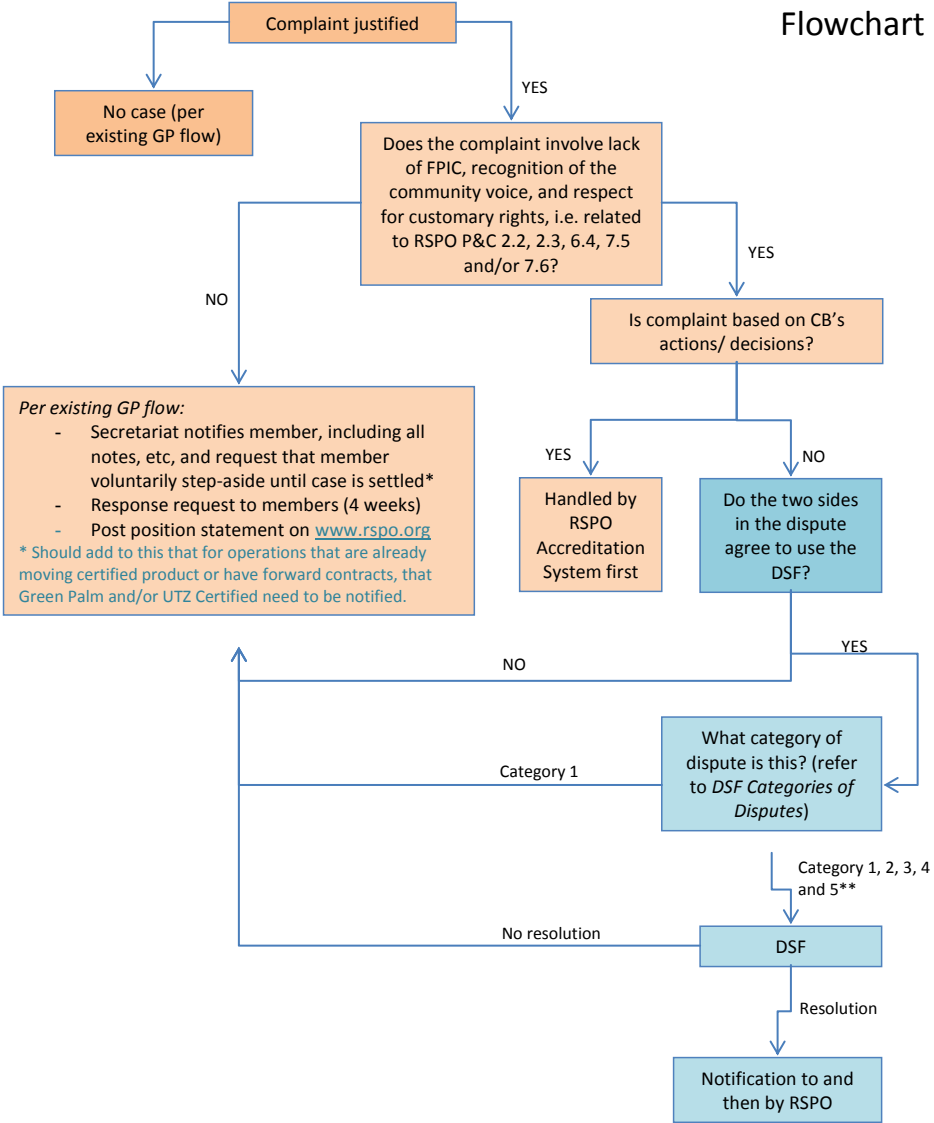 Flowchart
Complaint justified
YES
No case (per
existing GP flow)
Does the complaint involve lack
of FPIC, recognition of the
community voice, and respect
for customary rights, i.e. related
to RSPO P&C 2.2, 2.3, 6.4, 7.5
and/or 7.6?
YES
NO
Is complaint based on CB’s
actions/ decisions?
Per existing GP flow:
- Secretariat notifies member, including all
notes, etc, and request that member
voluntarily step-aside until case is settled*
- Response request to members (4 weeks)
- Post position statement on www.rspo.org
* Should add to this that for operations that are already
moving certified product or have forward contracts, that
Green Palm and/or UTZ Certified need to be notified.
YES
NO
Handled by
RSPO
Accreditation
System first
Do the two sides
in the dispute
agree to use the
DSF?
YES
NO
What category of
dispute is this? (refer
to DSF Categories of
Disputes)
Category 1
Category 1, 2, 3, 4
and 5**
No resolution
DSF
Resolution
Notification to and
then by RSPO